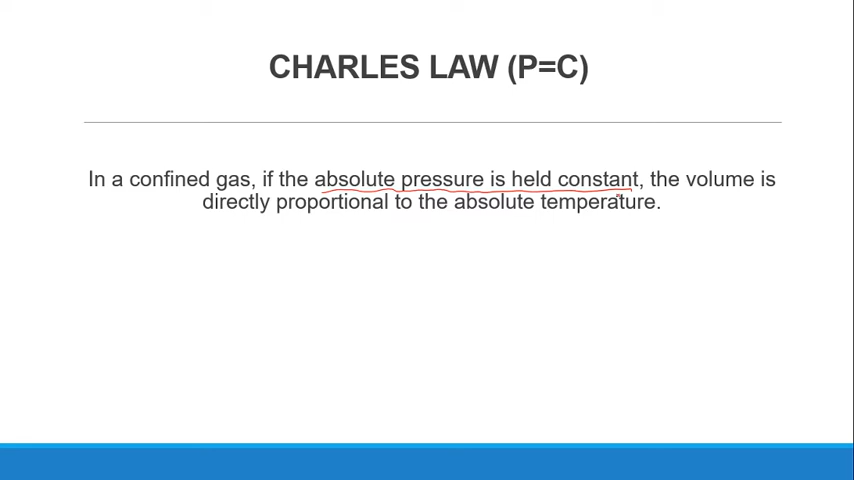 CHARLES LAW (P=C)
In a confined gas, if the absolute pressure is held constant, the volume is
directly proportional to the absolute temperature.